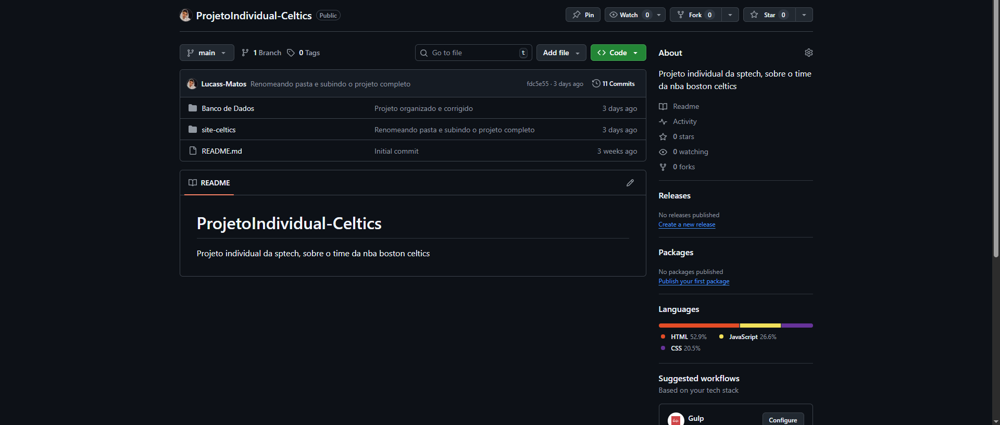 ProjetoIndividual-Celtics Public
Pin Watch 0 Fork 0 Star 0
main 1 Branch 0 Tags Go to file t Add file Code
Lucass-Matos Renomeando pasta e subindo o projeto completo fdc5e55 · 3 days ago 11 Commits
Banco de Dados Projeto organizado e corrigido 3 days ago
site-celtics Renomeando pasta e subindo o projeto completo 3 days ago
README.md Initial commit 3 weeks ago
README
ProjetoIndividual-Celtics
Projeto individual da sptech, sobre o time da nba boston celtics
About
Projeto individual da sptech, sobre o time
da nba boston celtics
Readme
Activity
0 stars
0 watching
0 forks
Releases
No releases published
Create a new release
Packages
No packages published
Publish your first package
Languages
HTML 52.9% JavaScript 26.6%
CSS 20.5%
Suggested workflows
Based on your tech stack
Gulp Configure